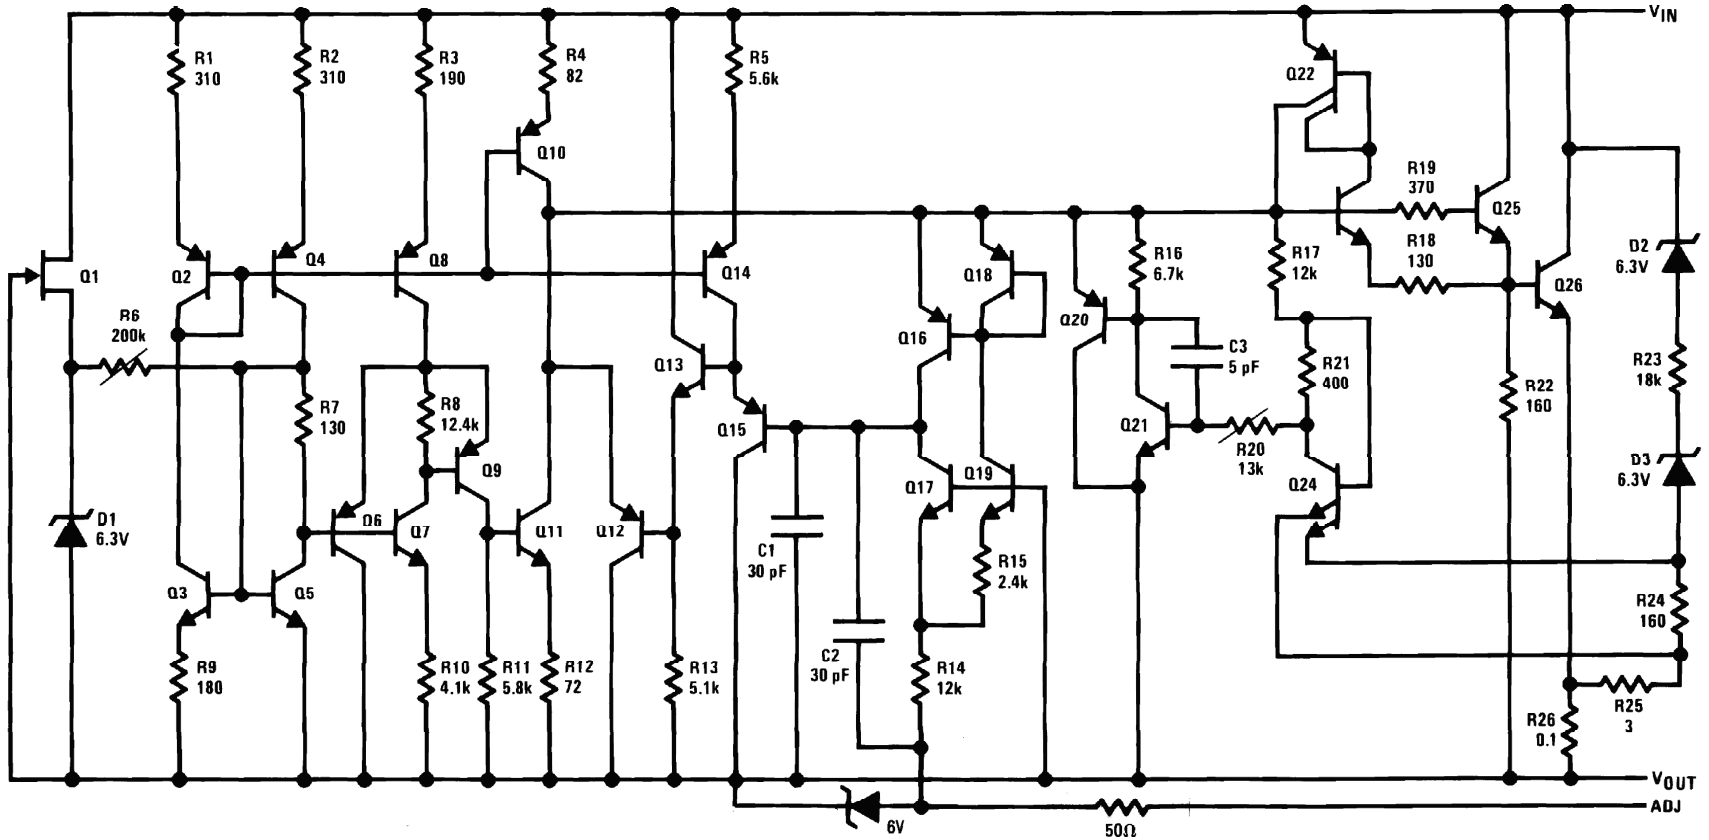 VIN
R1
310
R2
310
R3
190
R4
82
R5
5.6k
Q22
Q10
R19
370
Q25
R16
6.7k
R17
12k
R18
130
D2
6.3V
Q1
Q2
Q4
Q8
Q14
Q18
Q20
Q26
R6
200k
Q16
C3
5 pF
R21
400
R23
18k
Q13
R7
130
R8
12.4k
R22
160
Q15
Q21
R20
13k
Q9
Q17
Q19
Q24
D3
6.3V
D1
6.3V
Q6
Q7
Q11
Q12
C1
30 pF
R15
2.4k
Q3
Q5
R24
160
C2
30 pF
R9
180
R10
4.1k
R11
5.8k
R12
72
R13
5.1k
R14
12k
R25
3
R26
0.1
VOUT
ADJ
6V
50Ω